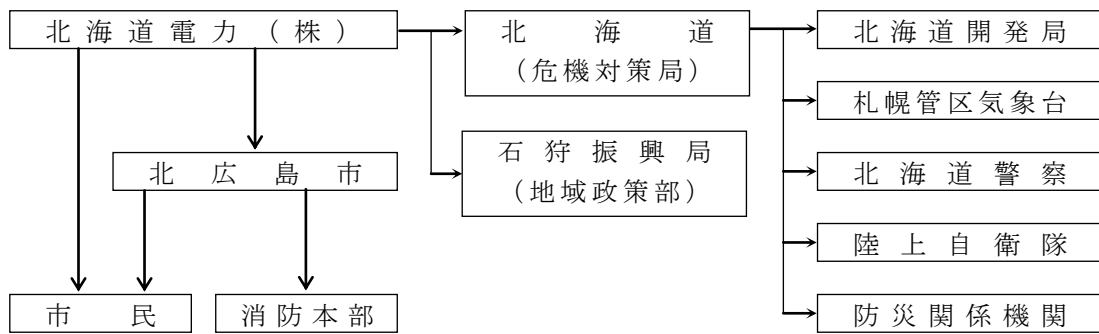 北海道電力(株)
北海道
(危機対策局)
北海道開発局
札幌管区気象台
石狩振興局
(地域政策部)
北広島市
北海道警察
陸上自衛隊
市民
消防本部
防災関係機関